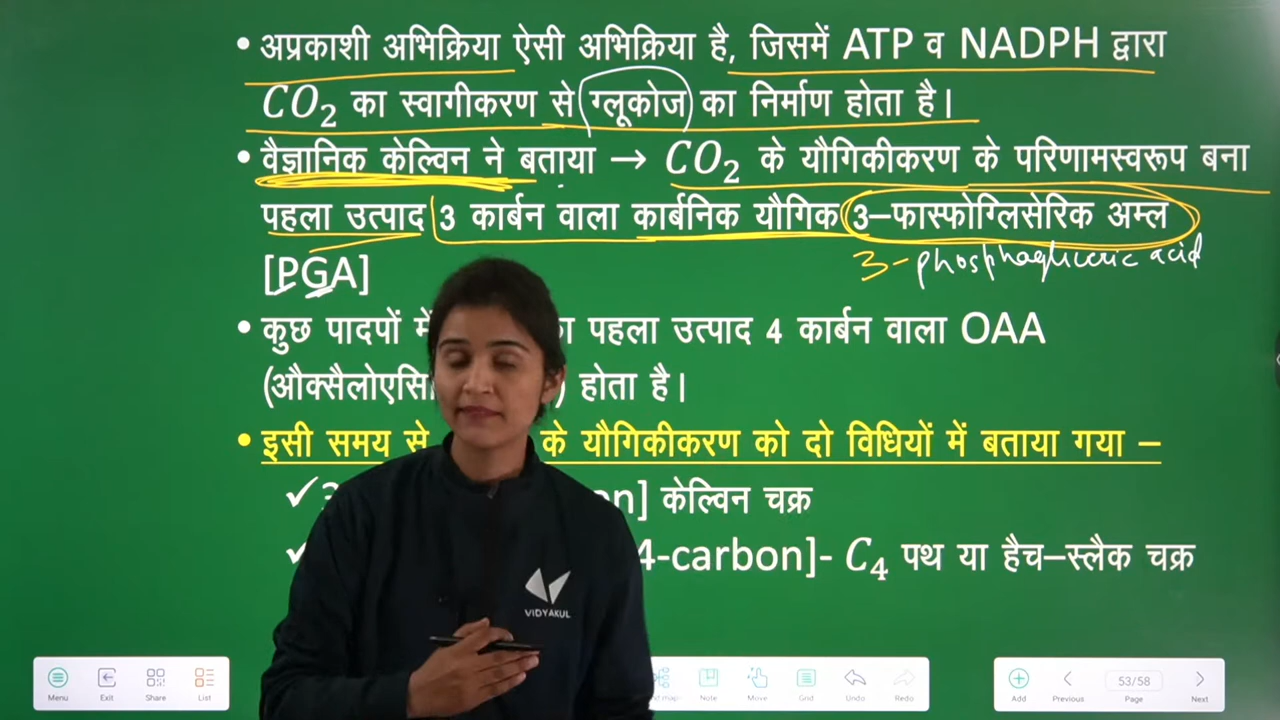 • अप्रकाशी अभिक्रिया ऐसी अभिक्रिया है, जिसमें ATP व NADPH द्वारा
CO₂ का स्वागीकरण से ग्लूकोज का निर्माण होता है।
• वैज्ञानिक केल्विन ने बताया → CO₂ के यौगिकीकरण के परिणामस्वरूप बना
पहला उत्पाद 3 कार्बन वाला कार्बनिक यौगिक 3–फास्फोग्लिसेरिक अम्ल
3- phosphaglyceric acid
[PGA]
• कुछ पादपों में पहला उत्पाद 4 कार्बन वाला OAA
(औक्सैलोएसि ) होता है।
• इसी समय से के यौगिकीकरण को दो विधियों में बताया गया –
✓ on] केल्विन चक्र
✓ 4-carbon]- C₄ पथ या हैच–स्लैक चक्र
VIDYAKUL
Menu Exit Share List Note Move Grid Undo Redo Add Previous 53/58 Page Next